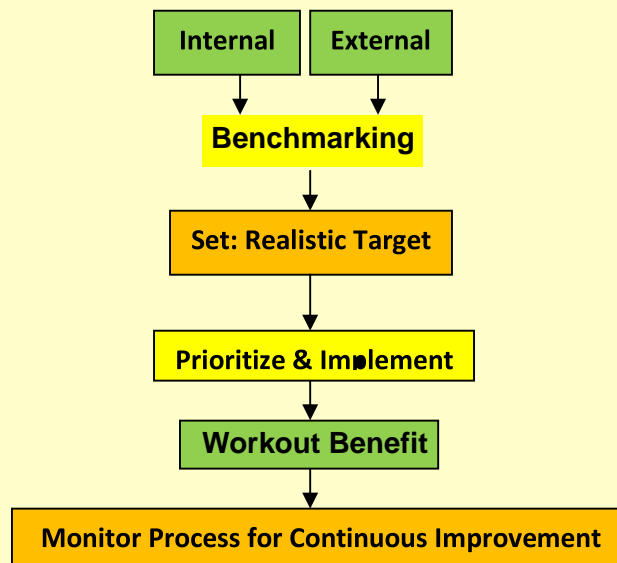 Internal
External
Benchmarking
Set: Realistic Target
Prioritize & Implement
Workout Benefit
Monitor Process for Continuous Improvement